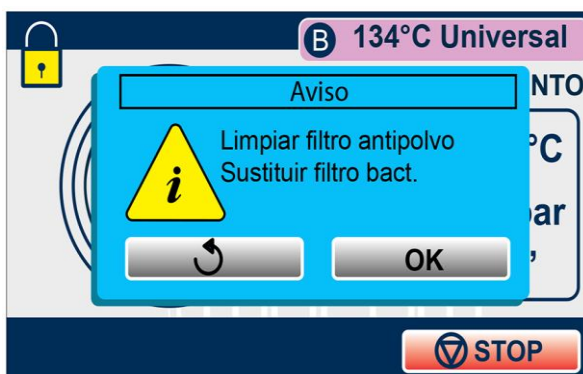 B 134°C Universal
NTO
Aviso
Limpiar filtro antipolvo
Sustituir filtro bact.
°C
ar
OK
STOP